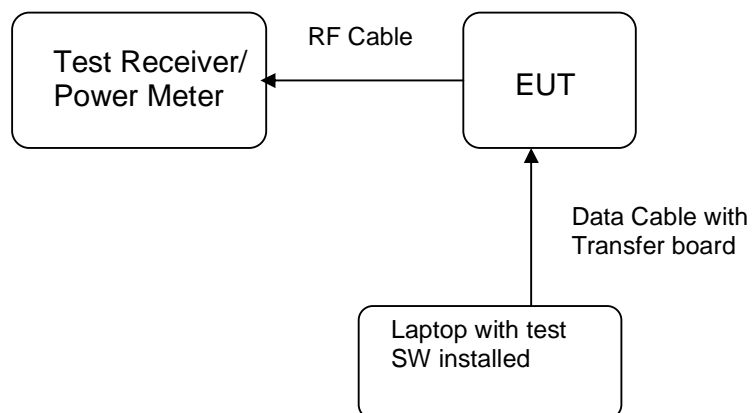 RF Cable
Test Receiver/
Power Meter
EUT
Data Cable with
Transfer board
Laptop with test
SW installed